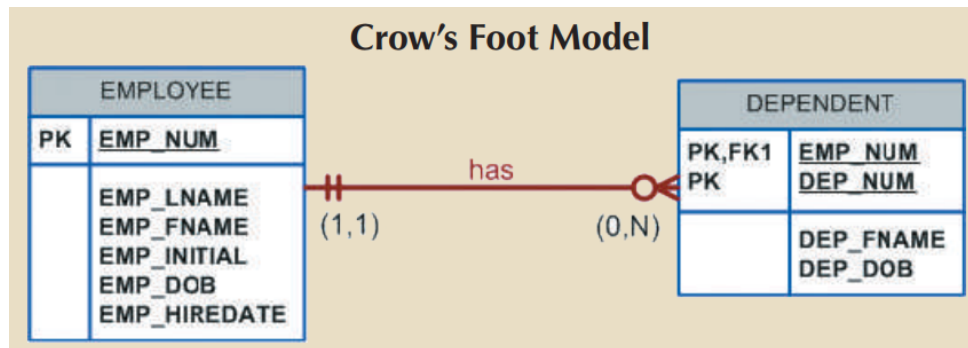 Crow's Foot Model
EMPLOYEE
PK EMP_NUM
EMP_LNAME
EMP_FNAME
EMP_INITIAL
EMP_DOB
EMP_HIREDATE
has
(1,1)
(0,N)
DEPENDENT
PK,FK1 EMP_NUM
PK DEP_NUM
DEP_FNAME
DEP_DOB